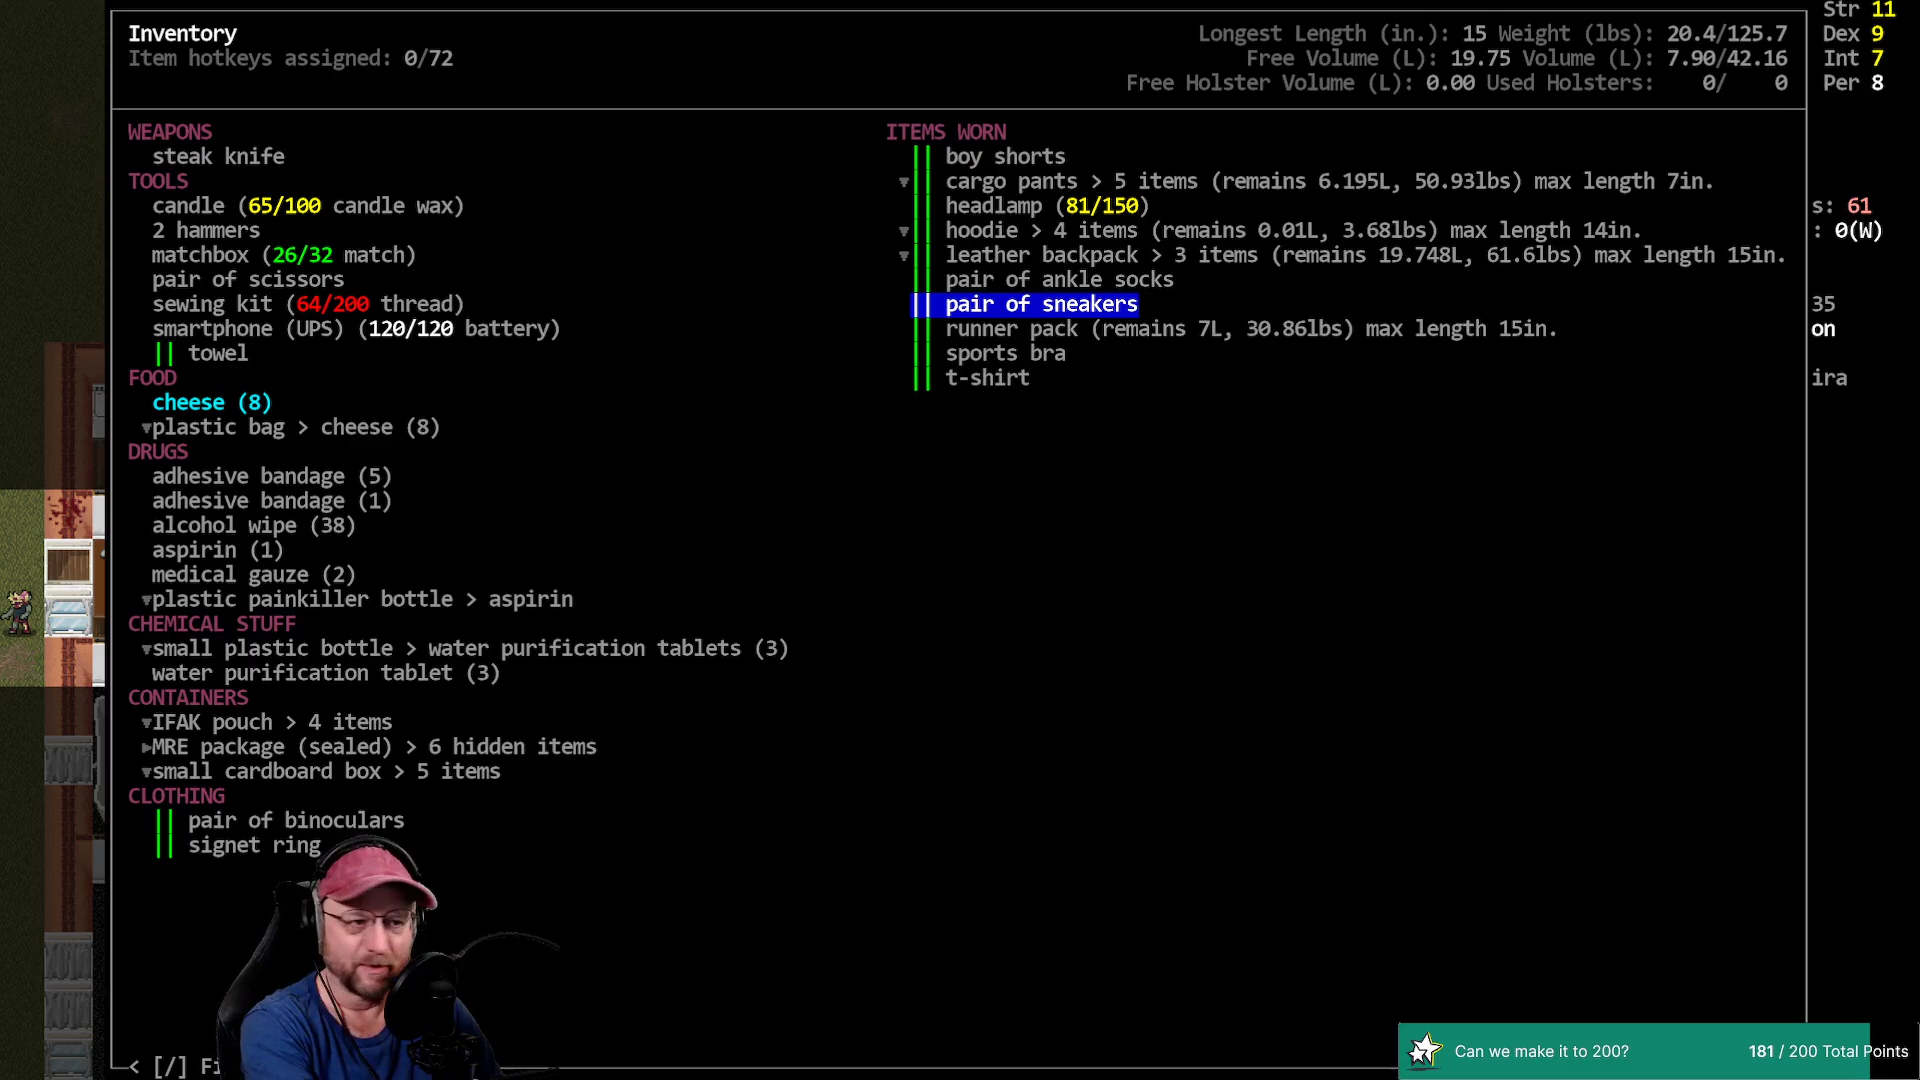 Inventory
Item hotkeys assigned: 0/72
Longest Length (in.): 15 Weight (lbs): 20.4/125.7
Free Volume (L): 19.75 Volume (L): 7.90/42.16
Free Holster Volume (L): 0.00 Used Holsters: 0/ 0
Str 11
Dex 9
Int 7
Per 8
WEAPONS
steak knife
TOOLS
candle (65/100 candle wax)
2 hammers
matchbox (26/32 match)
pair of scissors
sewing kit (64/200 thread)
smartphone (UPS) (120/120 battery)
|| towel
FOOD
cheese (8)
▼plastic bag > cheese (8)
DRUGS
adhesive bandage (5)
adhesive bandage (1)
alcohol wipe (38)
aspirin (1)
medical gauze (2)
▼plastic painkiller bottle > aspirin
CHEMICAL STUFF
▼small plastic bottle > water purification tablets (3)
water purification tablet (3)
CONTAINERS
▼IFAK pouch > 4 items
▶MRE package (sealed) > 6 hidden items
▼small cardboard box > 5 items
CLOTHING
|| pair of binoculars
|| signet ring
ITEMS WORN
|| boy shorts
▼|| cargo pants > 5 items (remains 6.195L, 50.93lbs) max length 7in.
|| headlamp (81/150)
▼|| hoodie > 4 items (remains 0.01L, 3.68lbs) max length 14in.
▼|| leather backpack > 3 items (remains 19.748L, 61.6lbs) max length 15in.
|| pair of ankle socks
|| pair of sneakers
|| runner pack (remains 7L, 30.86lbs) max length 15in.
|| sports bra
|| t-shirt
s: 61
: 0(W)
35
on
ira
< [/] Fi
Can we make it to 200? 181 / 200 Total Points